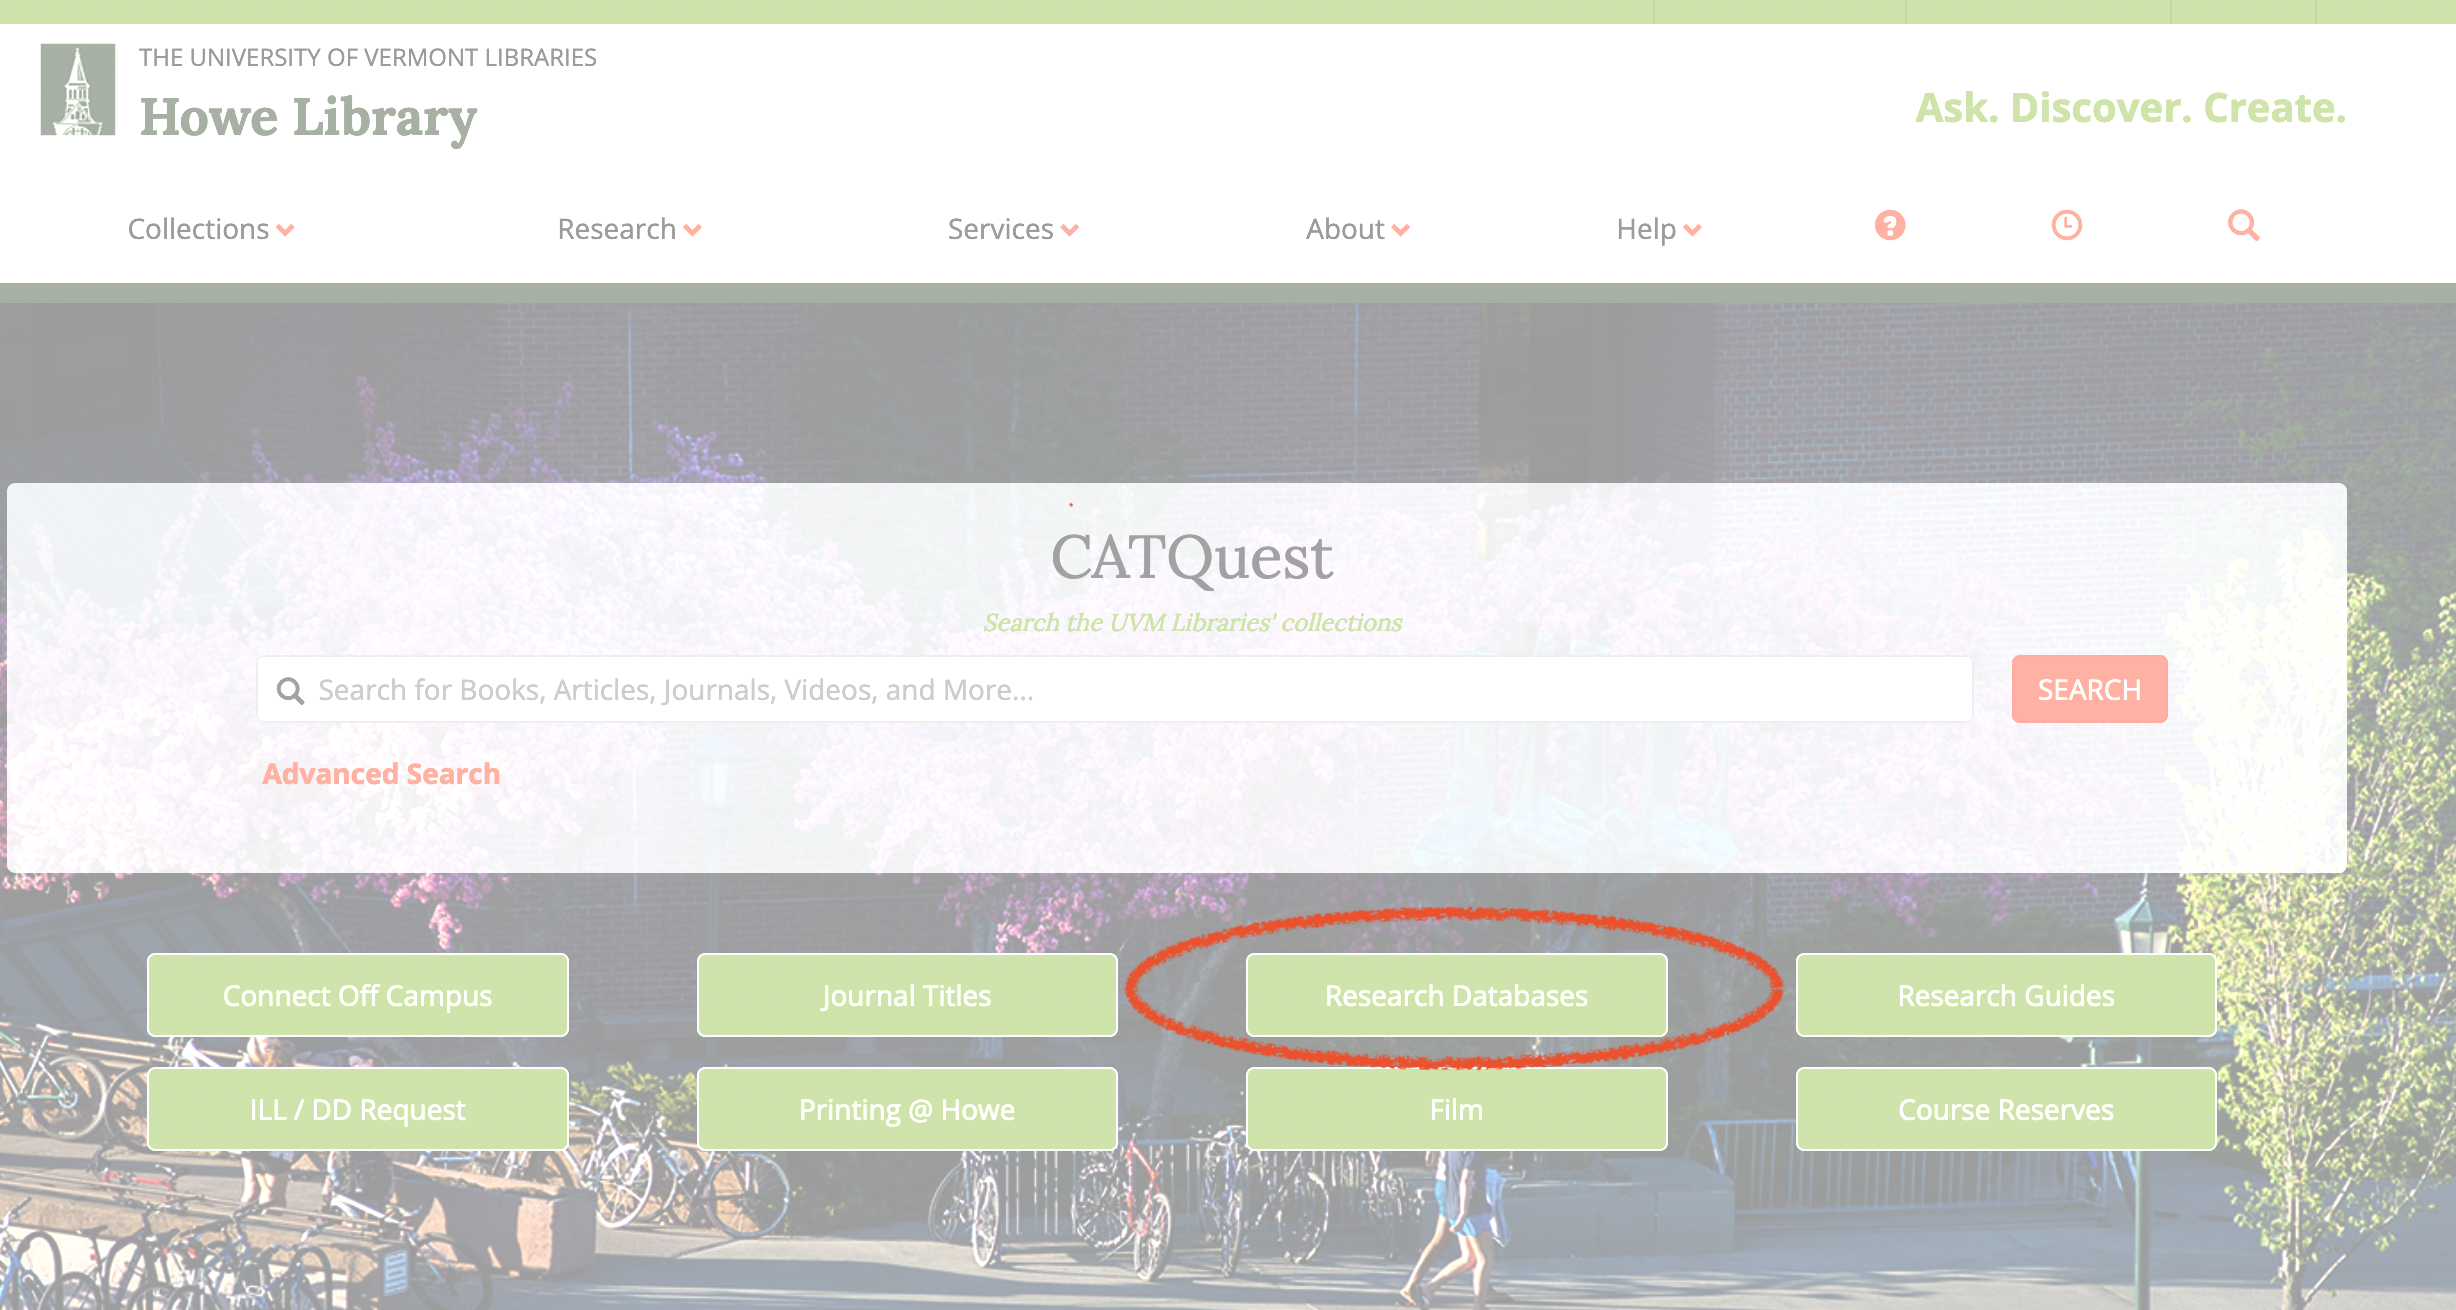 THE UNIVERSITY OF VERMONT LIBRARIES
Howe Library
Ask. Discover. Create.
Collections
Research
Services
About
Help
CATQuest
Search the UVM Libraries' collections
Search for Books, Articles, Journals, Videos, and More...
SEARCH
Advanced Search
Connect Off Campus
Journal Titles
Research Databases
Research Guides
ILL / DD Request
Printing @ Howe
Film
Course Reserves